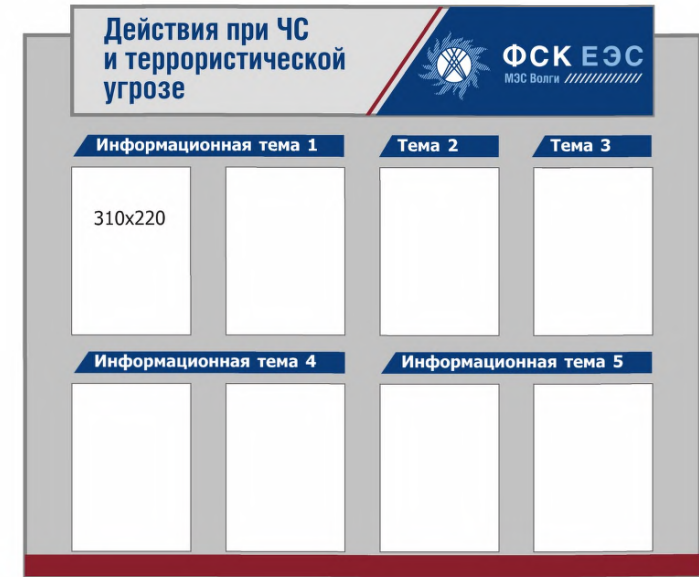 Действия при ЧС
и террористической
угрозе
ФСК ЕЭС
МЭС Волги
Информационная тема 1
Тема 2
Тема 3
310x220
Информационная тема 4
Информационная тема 5